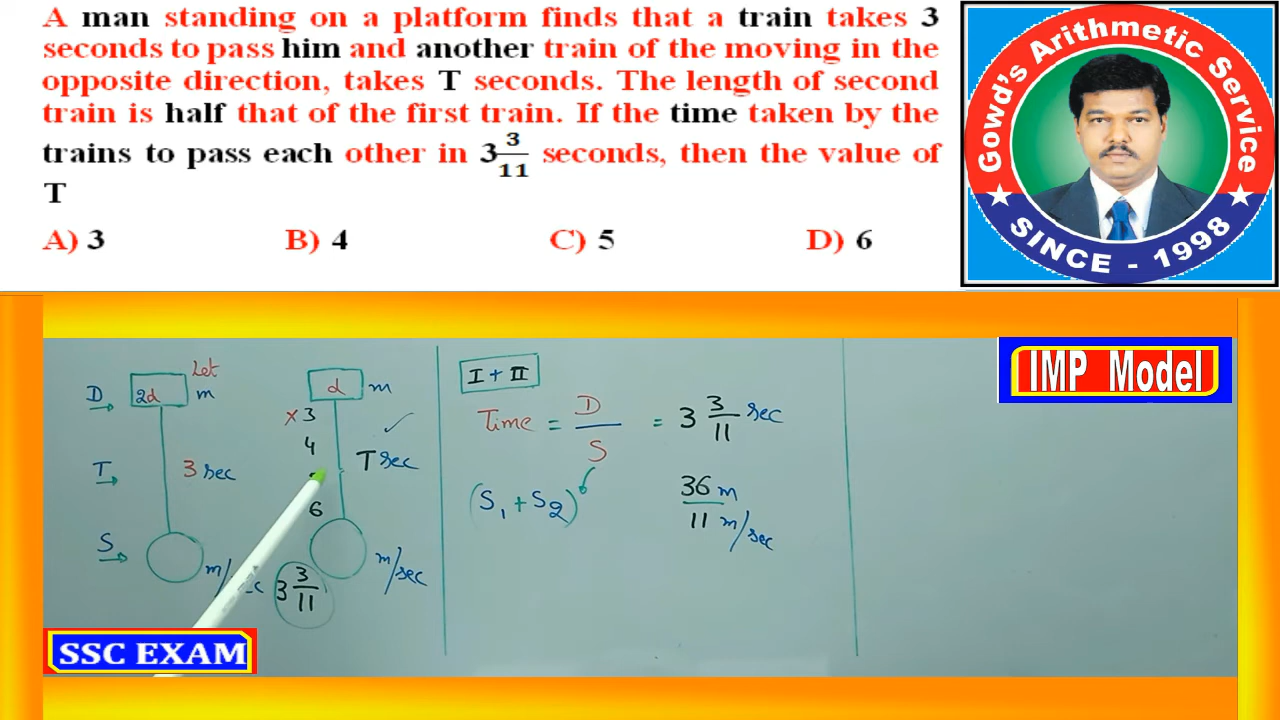 A man standing on a platform finds that a train takes 3
seconds to pass him and another train of the moving in the
opposite direction, takes T seconds. The length of second
train is half that of the first train. If the time taken by the
trains to pass each other in 3 3/11 seconds, then the value of
T
A) 3 B) 4 C) 5 D) 6
Gowd's Arithmetic Service
★ SINCE - 1998 ★
IMP Model
Let
D 2d m d m
× 3
4
T 3 sec T sec
6
S m/ m/sec
3 3/11
I + II
Time = D/S = 3 3/11 sec
(S₁ + S₂) 36 m
11 m/sec
SSC EXAM